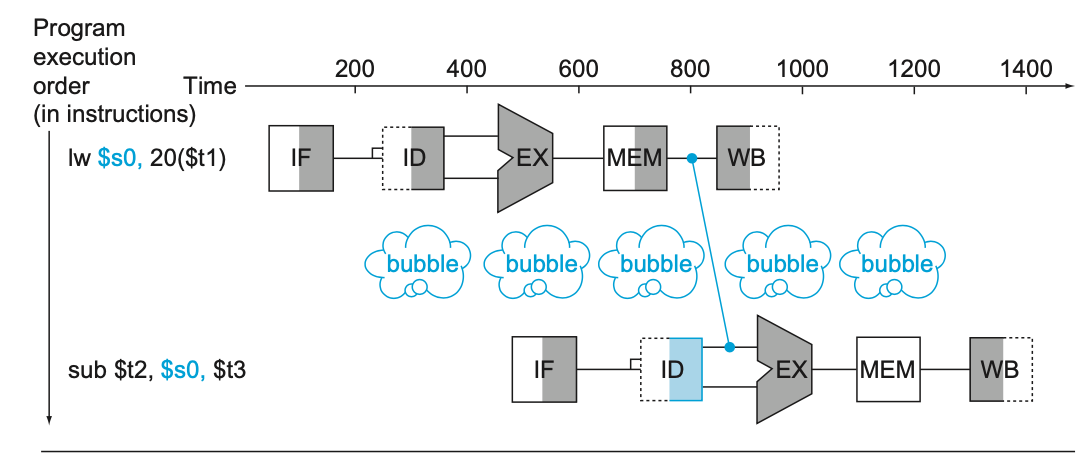 Program
execution
order
(in instructions)
Time
200 400 600 800 1000 1200 1400
lw $s0, 20($t1)
IF ID EX MEM WB
bubble bubble bubble bubble bubble
sub $t2, $s0, $t3
IF ID EX MEM WB